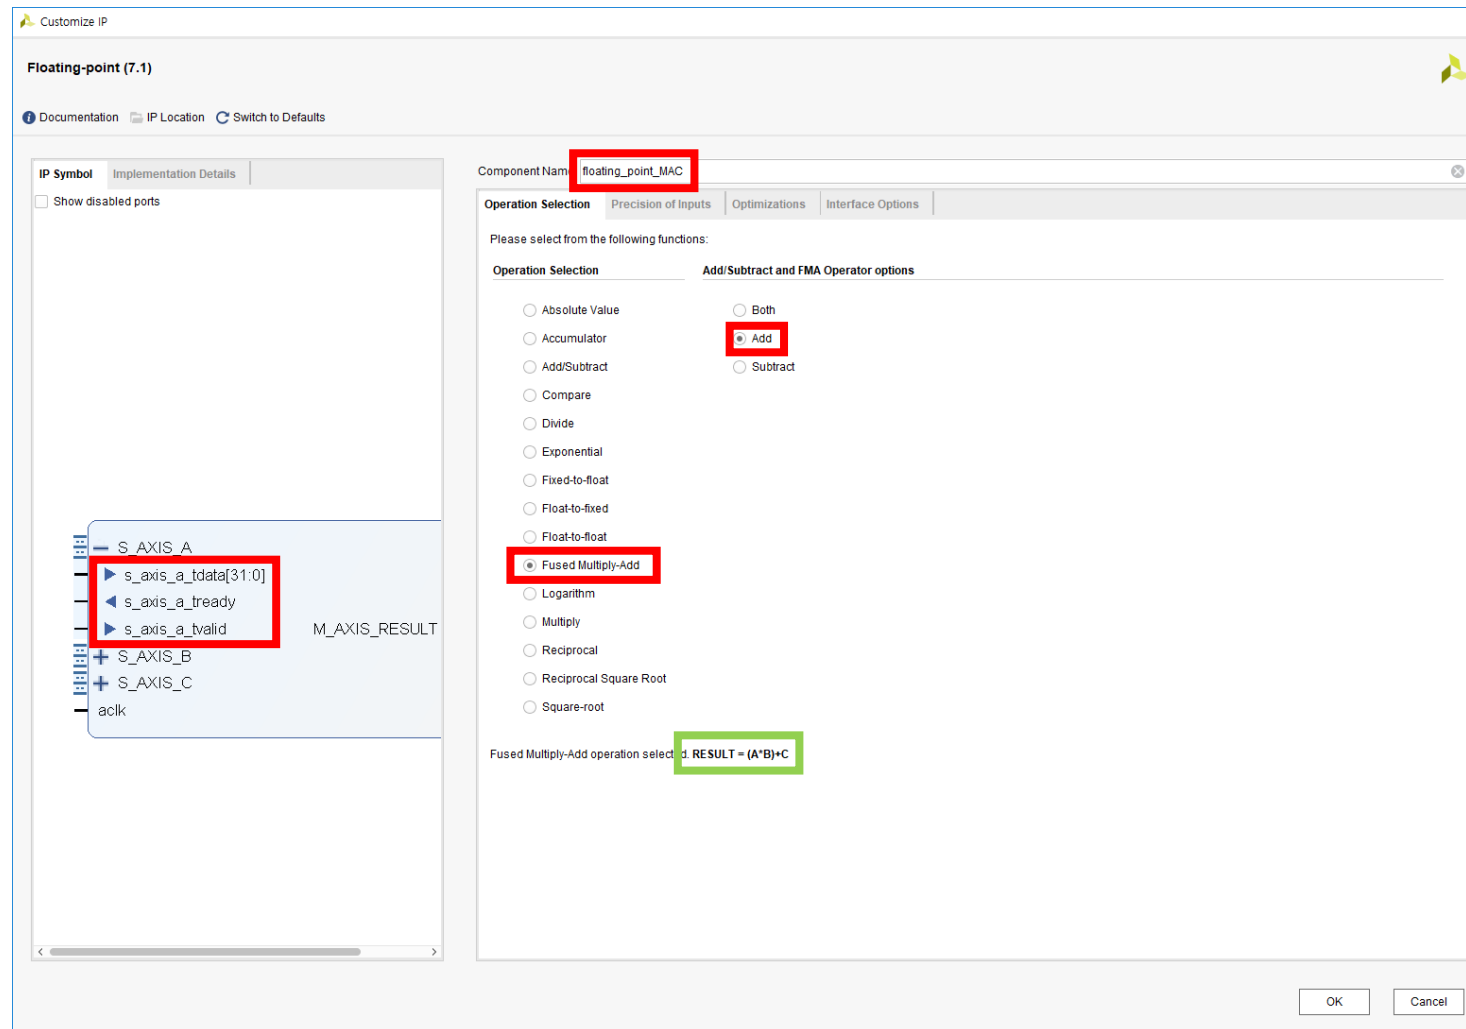 Customize IP
Floating-point (7.1)
Documentation IP Location Switch to Defaults
IP Symbol Implementation Details
Show disabled ports
S_AXIS_A
s_axis_a_tdata[31:0]
s_axis_a_tready
s_axis_a_tvalid
S_AXIS_B
S_AXIS_C
aclk
M_AXIS_RESULT
Component Name floating_point_MAC
Operation Selection Precision of Inputs Optimizations Interface Options
Please select from the following functions:
Operation Selection
Absolute Value
Accumulator
Add/Subtract
Compare
Divide
Exponential
Fixed-to-float
Float-to-fixed
Float-to-float
Fused Multiply-Add
Logarithm
Multiply
Reciprocal
Reciprocal Square Root
Square-root
Add/Subtract and FMA Operator options
Both
Add
Subtract
Fused Multiply-Add operation selected. RESULT = (A*B)+C
OK Cancel